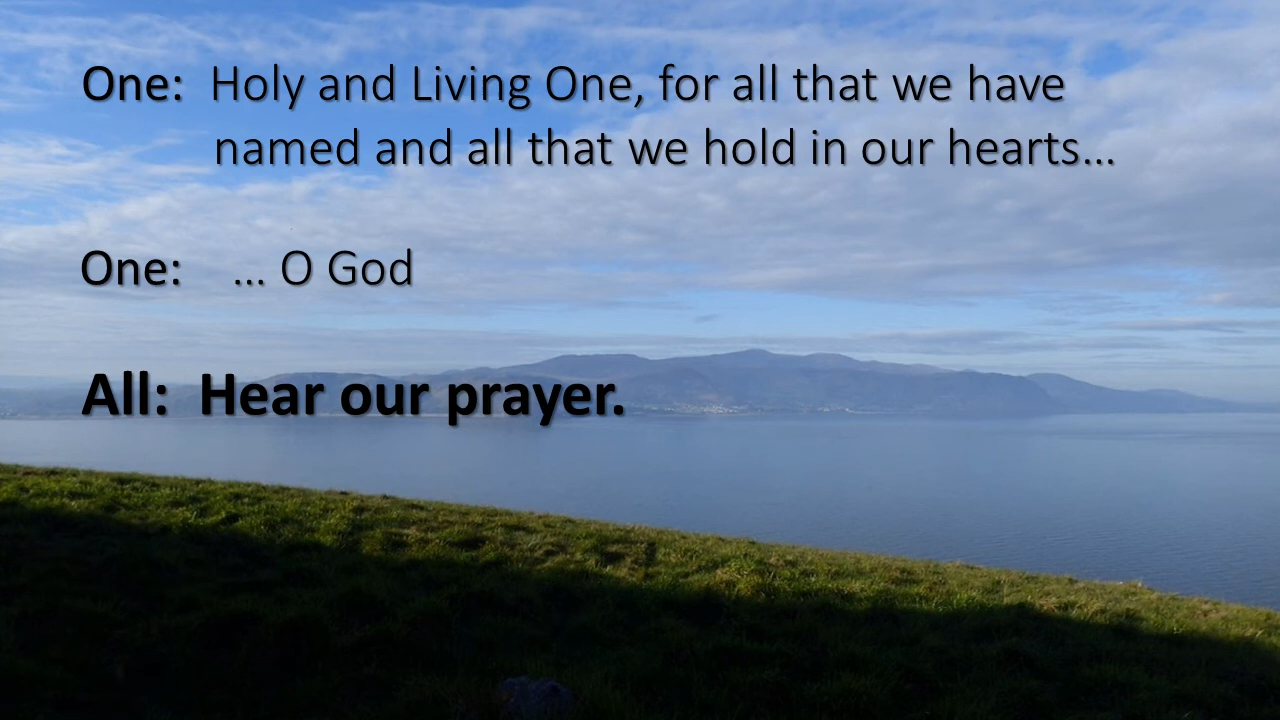 One: Holy and Living One, for all that we have
named and all that we hold in our hearts…
One: … O God
All: Hear our prayer.